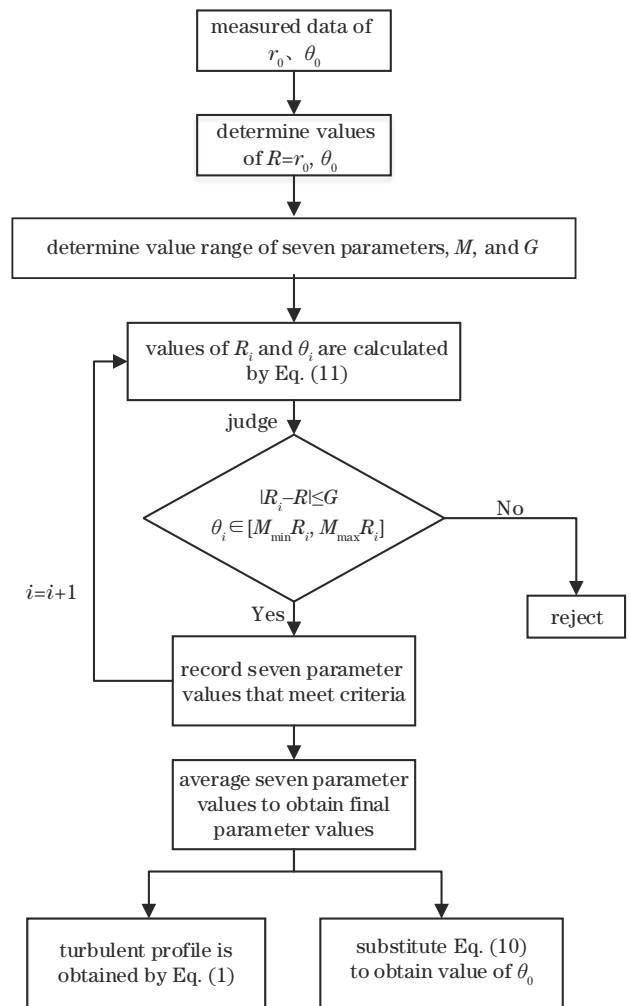 measured data of
r₀、θ₀
determine values
of R=r₀, θ₀
determine value range of seven parameters, M, and G
values of Rᵢ and θᵢ are calculated
by Eq. (11)
judge
|Rᵢ–R|≤G
θᵢ∈[M_min Rᵢ, M_max Rᵢ]
No
reject
i=i+1
Yes
record seven parameter
values that meet criteria
average seven parameter
values to obtain final
parameter values
turbulent profile is
obtained by Eq. (1)
substitute Eq. (10)
to obtain value of θ₀